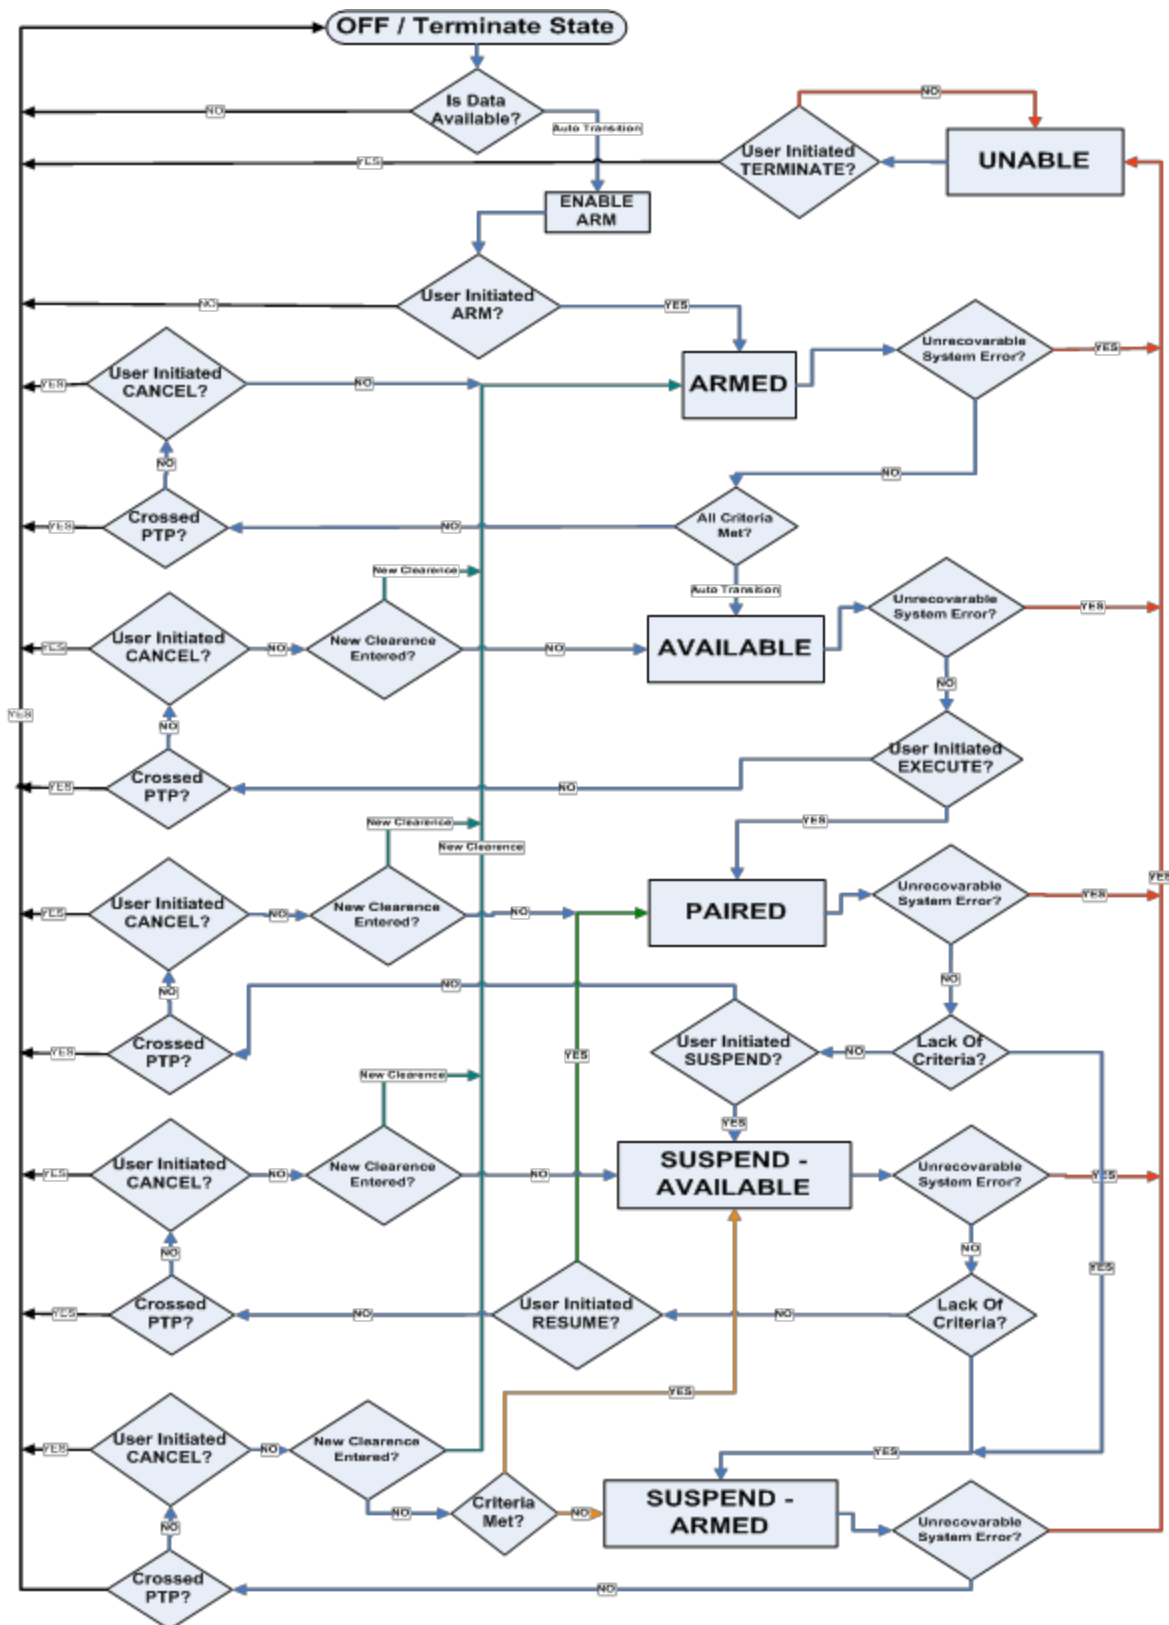 OFF / Terminate State
Is Data
Available?
NO
Auto Transition
NO
User Initiated
TERMINATE?
UNABLE
YES
ENABLE
ARM
User Initiated
ARM?
NO
YES
ARMED
Unrecovarable
System Error?
YES
User Initiated
CANCEL?
YES
NO
NO
NO
Crossed
PTP?
YES
NO
All Criteria
Met?
New Clearence
Auto Transition
Unrecovarable
System Error?
YES
User Initiated
CANCEL?
YES
NO
New Clearence
Entered?
NO
AVAILABLE
NO
YES
NO
User Initiated
EXECUTE?
Crossed
PTP?
YES
NO
New Clearence
YES
New Clearence
YES
User Initiated
CANCEL?
YES
NO
New Clearence
Entered?
NO
PAIRED
Unrecovarable
System Error?
YES
NO
NO
NO
Crossed
PTP?
YES
YES
User Initiated
SUSPEND?
NO
Lack Of
Criteria?
New Clearence
YES
User Initiated
CANCEL?
YES
NO
New Clearence
Entered?
NO
SUSPEND -
AVAILABLE
Unrecovarable
System Error?
YES
NO
NO
YES
Crossed
PTP?
YES
NO
User Initiated
RESUME?
NO
Lack Of
Criteria?
YES
User Initiated
CANCEL?
YES
NO
New Clearence
Entered?
YES
NO
Criteria
Met?
NO
SUSPEND -
ARMED
Unrecovarable
System Error?
NO
Crossed
PTP?
NO